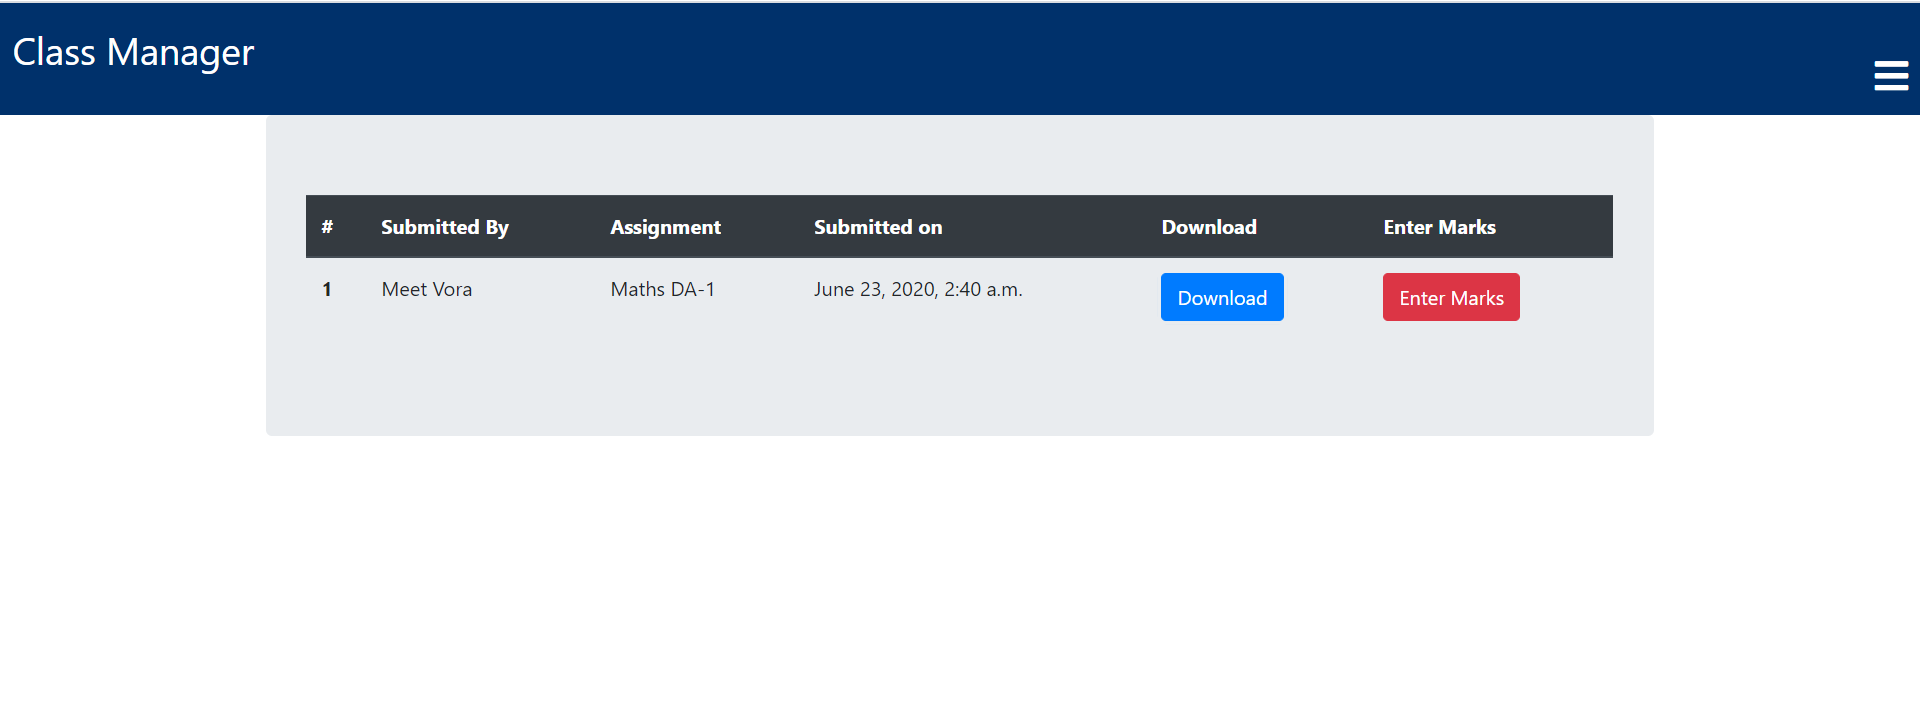 Class Manager
# Submitted By Assignment Submitted on Download Enter Marks
1 Meet Vora Maths DA-1 June 23, 2020, 2:40 a.m. Download Enter Marks